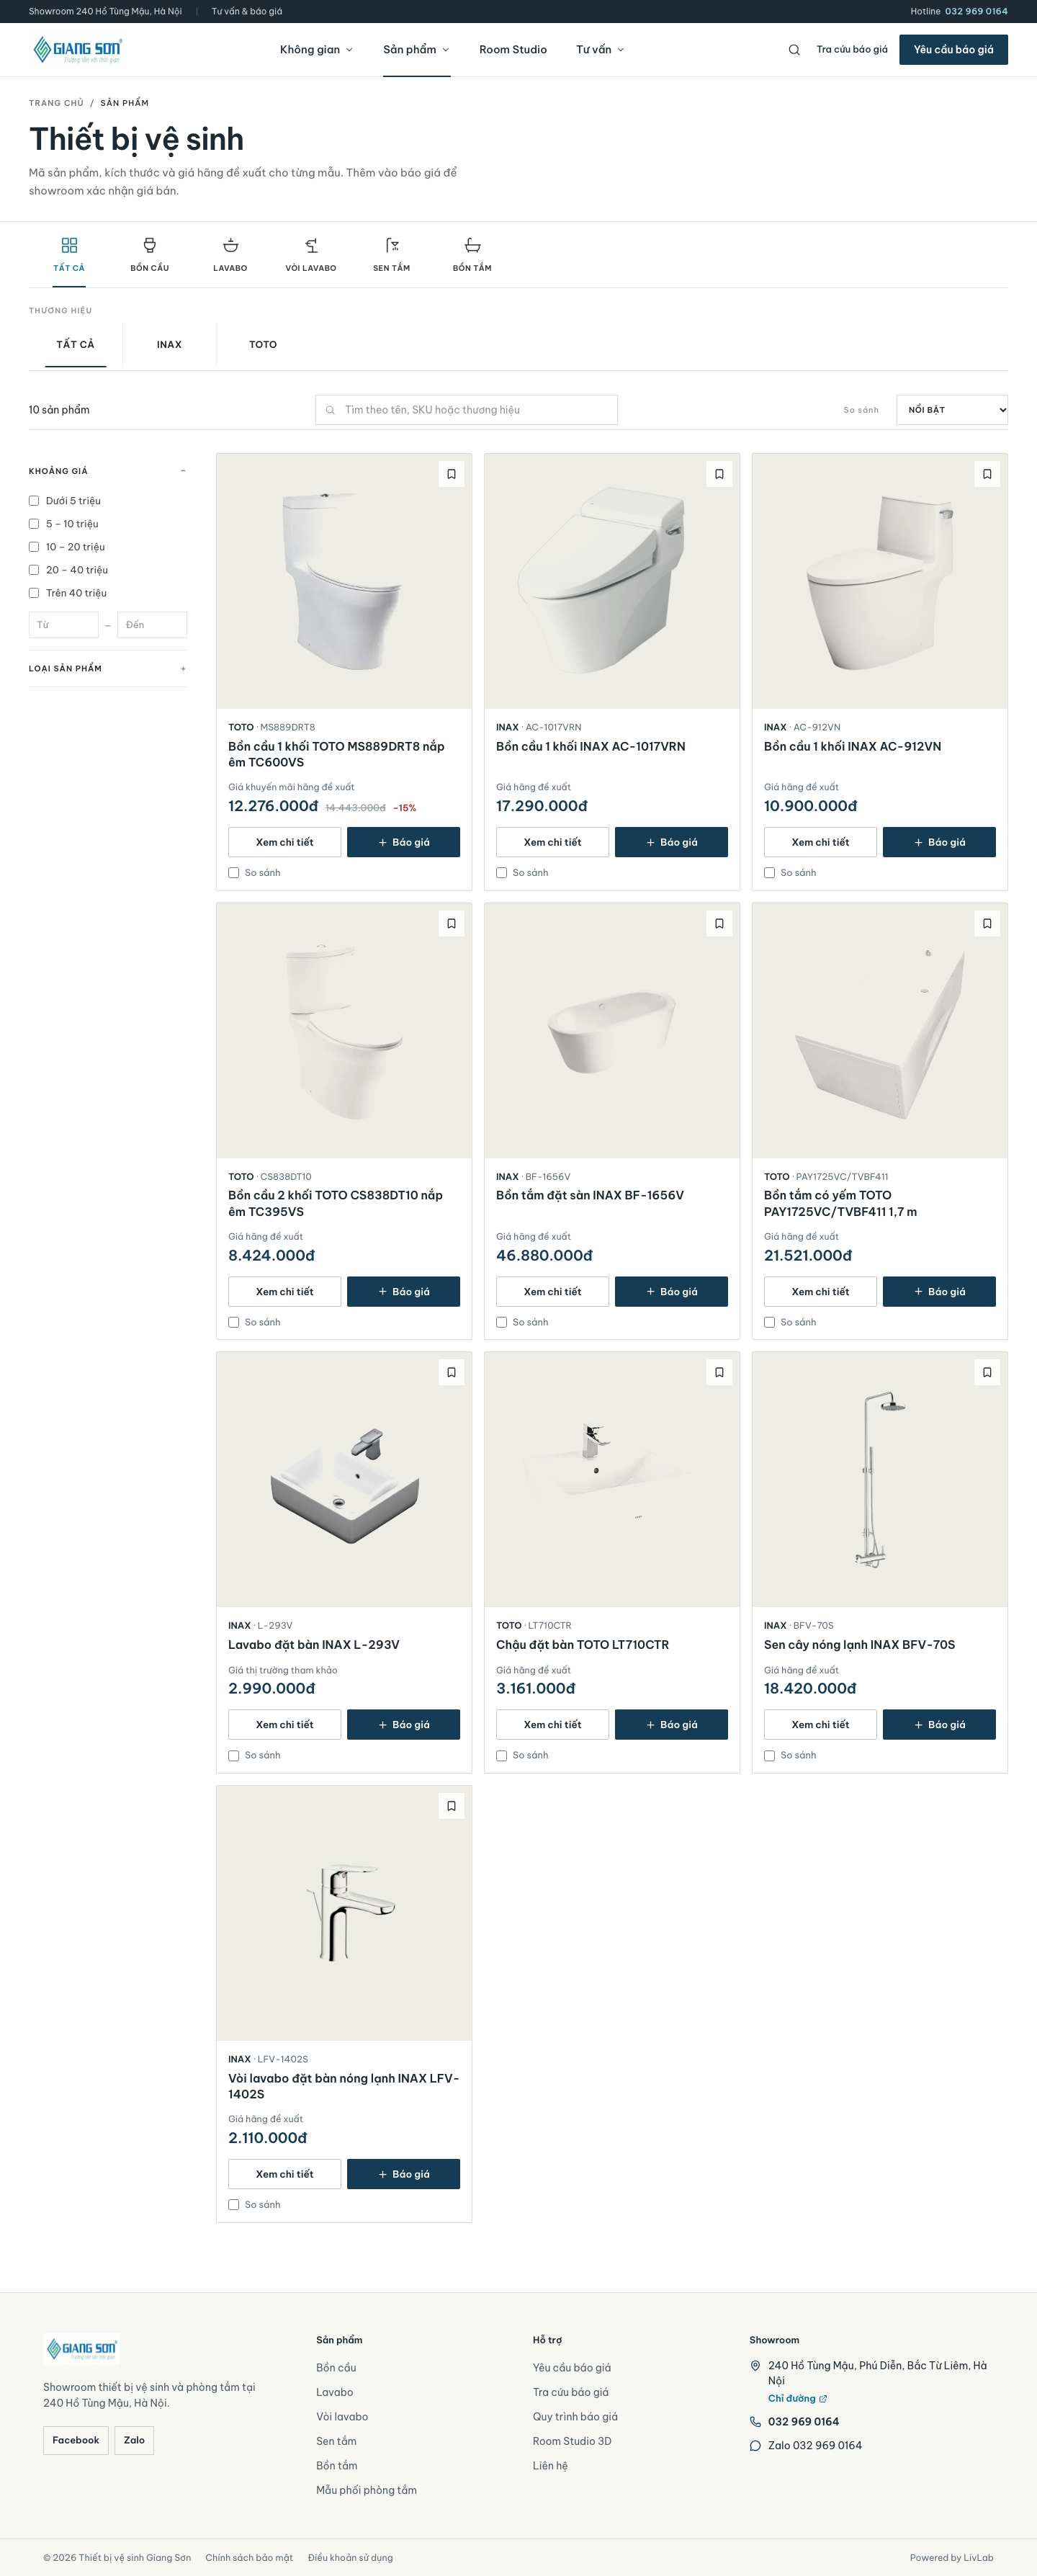 Showroom 240 Hồ Tùng Mậu, Hà Nội
Tư vấn & báo giá
Hotline 032 969 0164
GIANG SƠN
Không gian
Sản phẩm
Room Studio
Tư vấn
Tra cứu báo giá
Yêu cầu báo giá
TRANG CHỦ / SẢN PHẨM
Thiết bị vệ sinh
Mã sản phẩm, kích thước và giá hãng đề xuất cho từng mẫu. Thêm vào báo giá để
showroom xác nhận giá bán.
TẤT CẢ
BỒN CẦU
LAVABO
VÒI LAVABO
SEN TẮM
BỒN TẮM
THƯƠNG HIỆU
TẤT CẢ
INAX
TOTO
10 sản phẩm
Tìm theo tên, SKU hoặc thương hiệu
So sánh
NỔI BẬT
KHOẢNG GIÁ −
Dưới 5 triệu
5 – 10 triệu
10 – 20 triệu
20 – 40 triệu
Trên 40 triệu
Từ – Đến
LOẠI SẢN PHẨM +
TOTO · MS889DRT8
Bồn cầu 1 khối TOTO MS889DRT8 nắp
êm TC600VS
Giá khuyến mãi hãng đề xuất
12.276.000đ 14.443.000đ -15%
Xem chi tiết
+ Báo giá
So sánh
INAX · AC-1017VRN
Bồn cầu 1 khối INAX AC-1017VRN
Giá hãng đề xuất
17.290.000đ
Xem chi tiết
+ Báo giá
So sánh
INAX · AC-912VN
Bồn cầu 1 khối INAX AC-912VN
Giá hãng đề xuất
10.900.000đ
Xem chi tiết
+ Báo giá
So sánh
TOTO · CS838DT10
Bồn cầu 2 khối TOTO CS838DT10 nắp
êm TC395VS
Giá hãng đề xuất
8.424.000đ
Xem chi tiết
+ Báo giá
So sánh
INAX · BF-1656V
Bồn tắm đặt sàn INAX BF-1656V
Giá hãng đề xuất
46.880.000đ
Xem chi tiết
+ Báo giá
So sánh
TOTO · PAY1725VC/TVBF411
Bồn tắm có yếm TOTO
PAY1725VC/TVBF411 1,7 m
Giá hãng đề xuất
21.521.000đ
Xem chi tiết
+ Báo giá
So sánh
INAX · L-293V
Lavabo đặt bàn INAX L-293V
Giá thị trường tham khảo
2.990.000đ
Xem chi tiết
+ Báo giá
So sánh
TOTO · LT710CTR
Chậu đặt bàn TOTO LT710CTR
Giá hãng đề xuất
3.161.000đ
Xem chi tiết
+ Báo giá
So sánh
INAX · BFV-70S
Sen cây nóng lạnh INAX BFV-70S
Giá hãng đề xuất
18.420.000đ
Xem chi tiết
+ Báo giá
So sánh
INAX · LFV-1402S
Vòi lavabo đặt bàn nóng lạnh INAX LFV-
1402S
Giá hãng đề xuất
2.110.000đ
Xem chi tiết
+ Báo giá
So sánh
GIANG SƠN
Showroom thiết bị vệ sinh và phòng tắm tại
240 Hồ Tùng Mậu, Hà Nội.
Facebook
Zalo
Sản phẩm
Bồn cầu
Lavabo
Vòi lavabo
Sen tắm
Bồn tắm
Mẫu phối phòng tắm
Hỗ trợ
Yêu cầu báo giá
Tra cứu báo giá
Quy trình báo giá
Room Studio 3D
Liên hệ
Showroom
240 Hồ Tùng Mậu, Phú Diễn, Bắc Từ Liêm, Hà
Nội
Chỉ đường
032 969 0164
Zalo 032 969 0164
© 2026 Thiết bị vệ sinh Giang Sơn
Chính sách bảo mật
Điều khoản sử dụng
Powered by LivLab